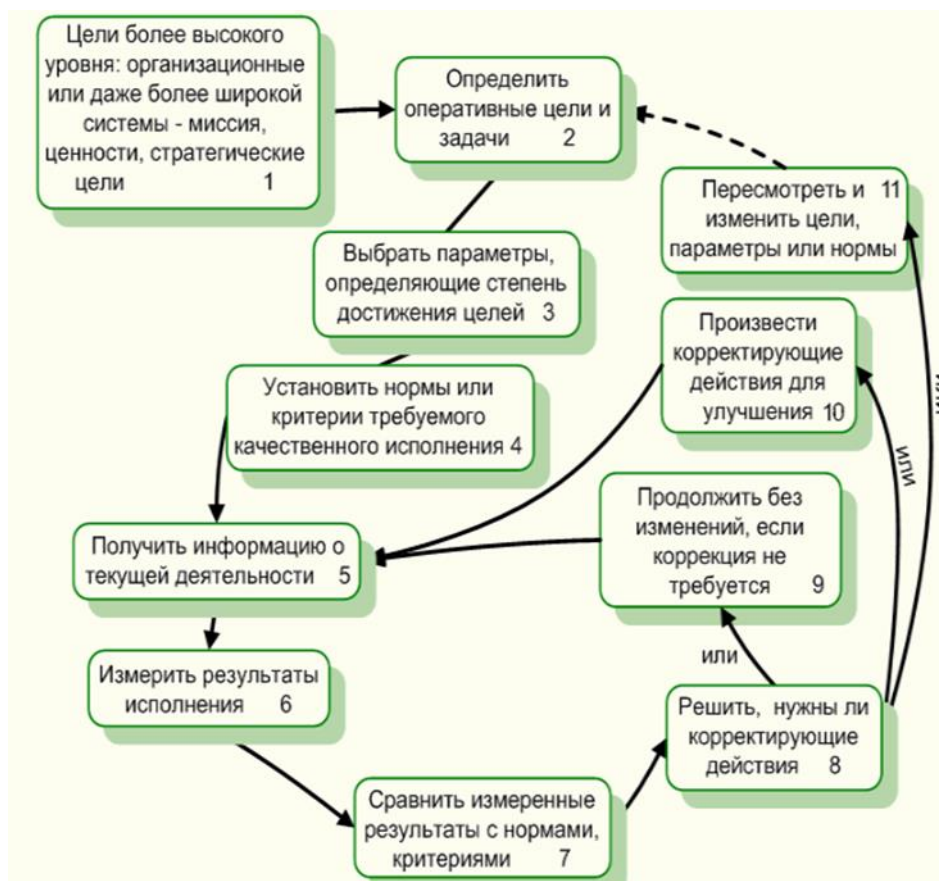 Цели более высокого
уровня: организационные
или даже более широкой
системы - миссия,
ценности, стратегические
цели 1
Определить
оперативные цели и
задачи 2
Выбрать параметры,
определяющие степень
достижения целей 3
Установить нормы или
критерии требуемого
качественного исполнения 4
Получить информацию о
текущей деятельности 5
Измерить результаты
исполнения 6
Сравнить измеренные
результаты с нормами,
критериями 7
Решить, нужны ли
корректирующие
действия 8
или
Продолжить без
изменений, если
коррекция не
требуется 9
или
Произвести
корректирующие
действия для
улучшения 10
или
Пересмотреть и 11
изменить цели,
параметры или нормы